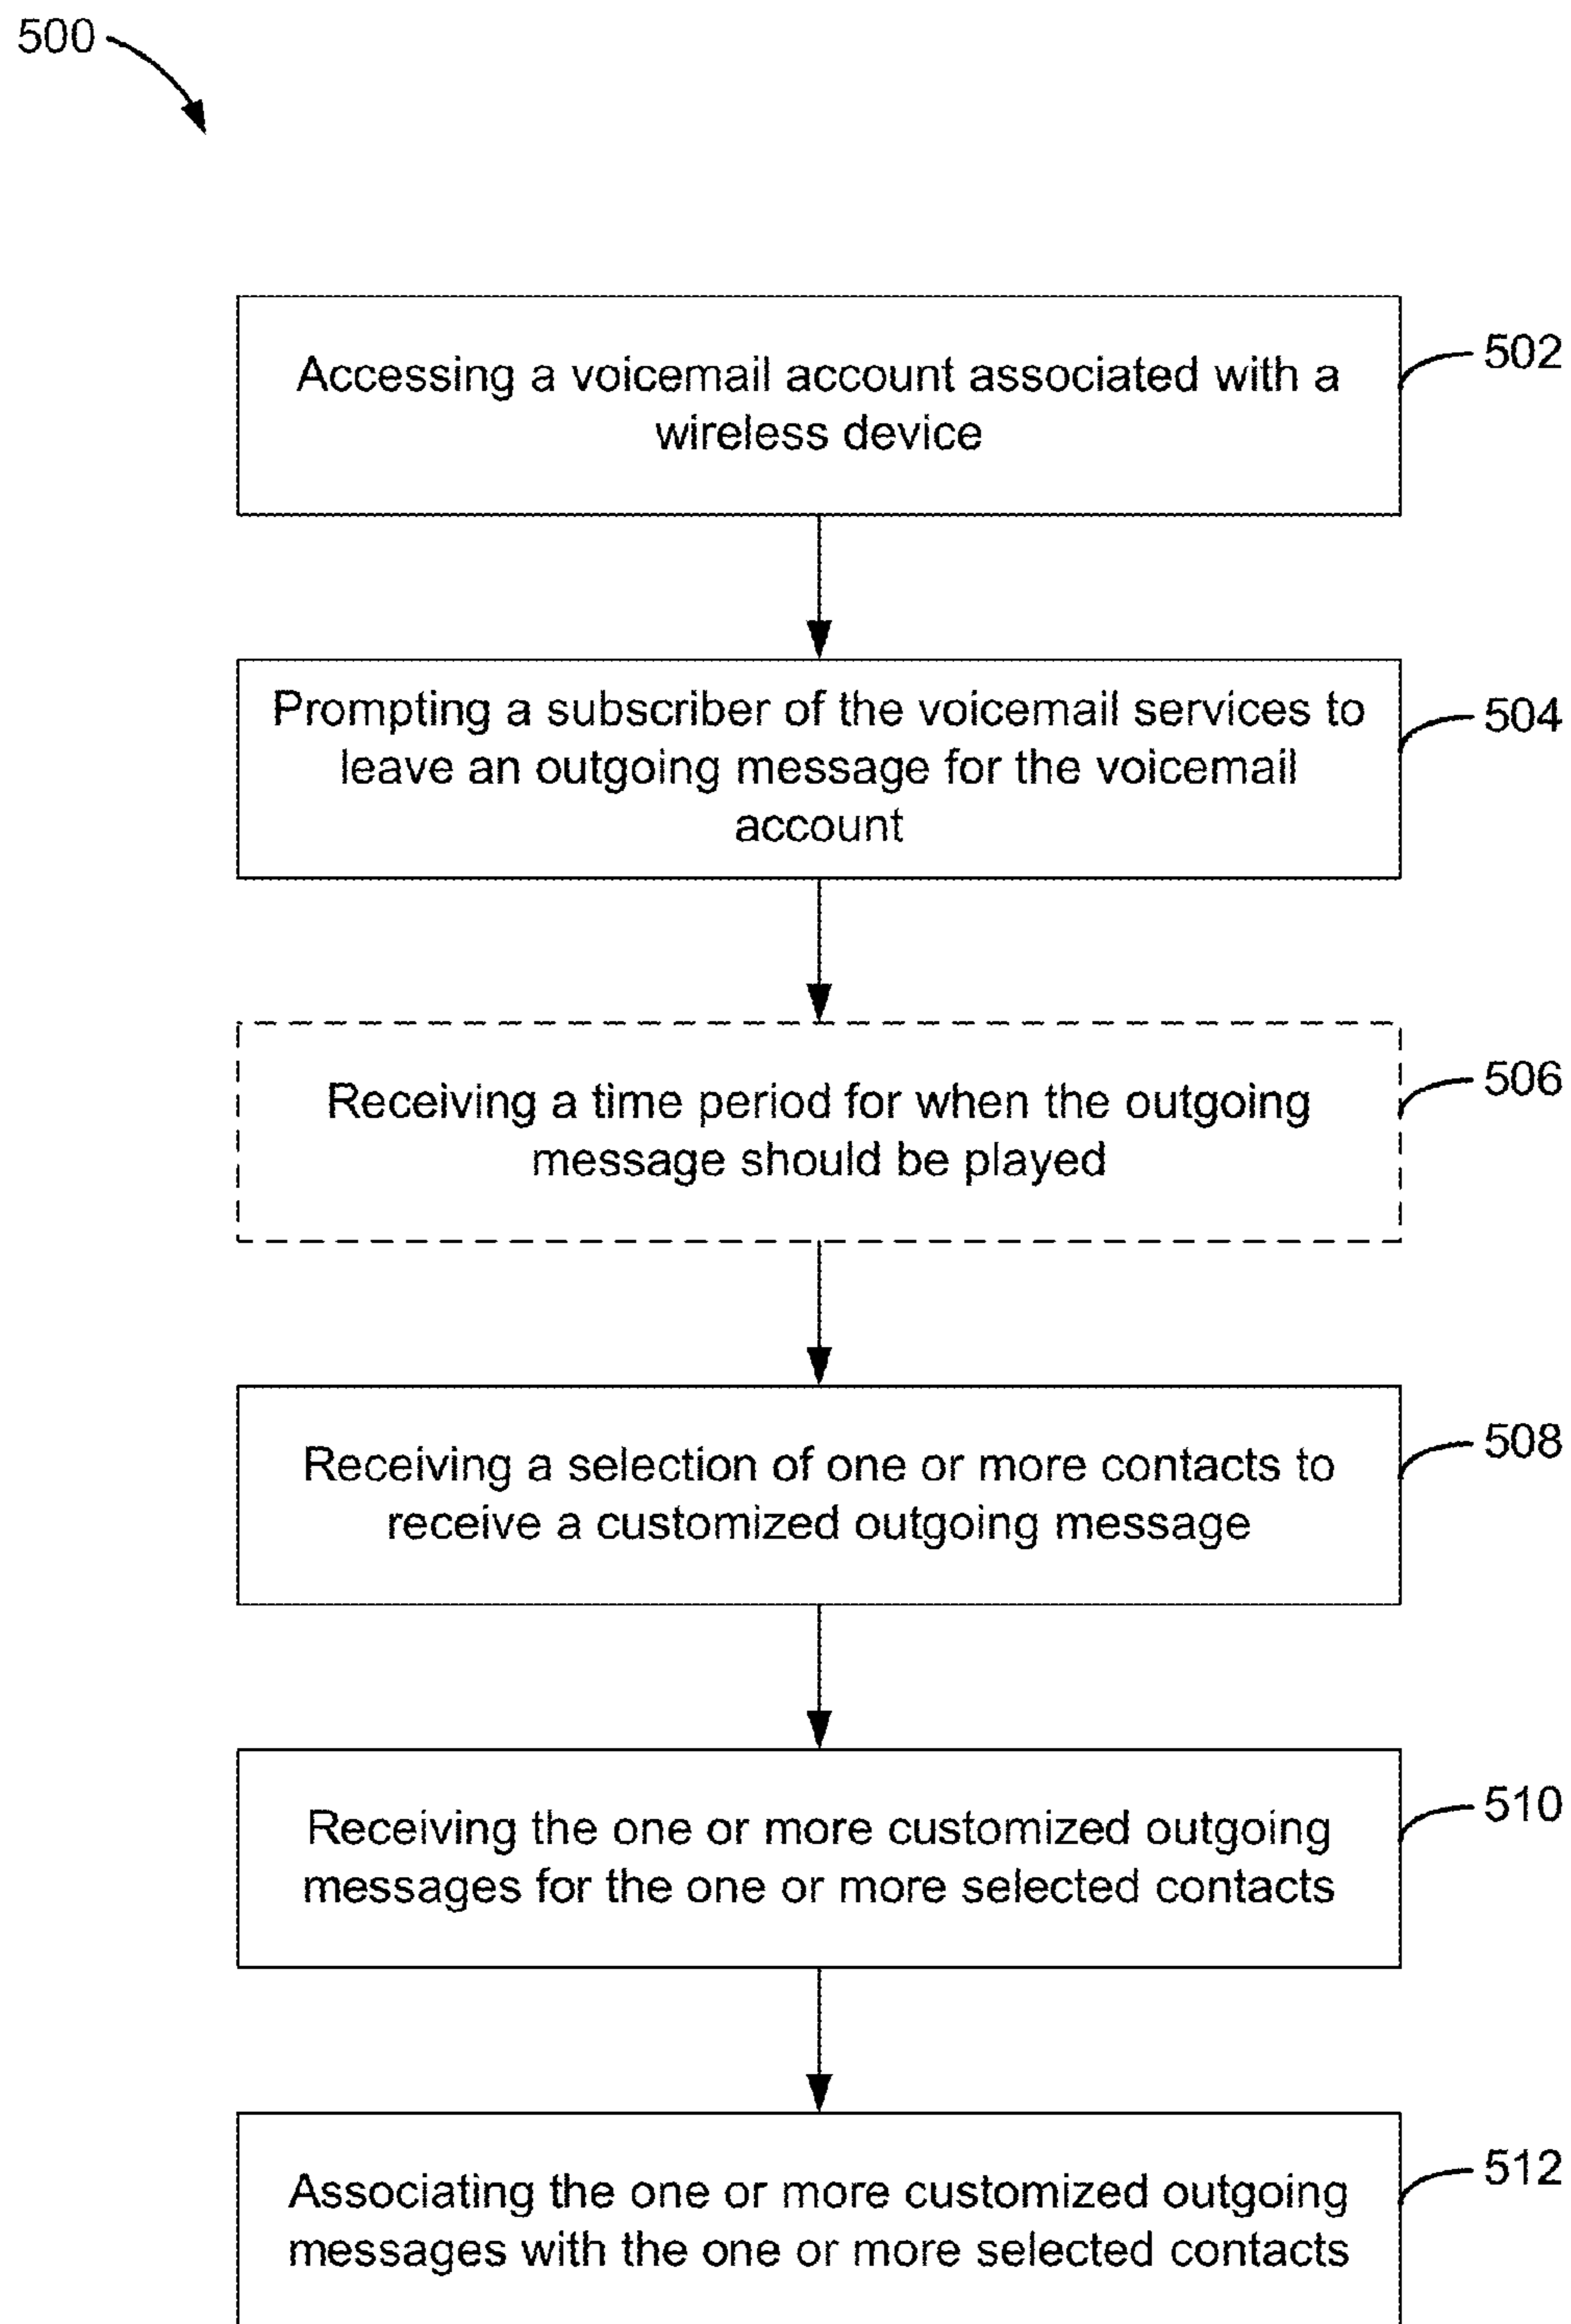 500
Accessing a voicemail account associated with a
wireless device
502
Prompting a subscriber of the voicemail services to
leave an outgoing message for the voicemail
account
504
Receiving a time period for when the outgoing
message should be played
506
Receiving a selection of one or more contacts to
receive a customized outgoing message
508
Receiving the one or more customized outgoing
messages for the one or more selected contacts
510
Associating the one or more customized outgoing
messages with the one or more selected contacts
512